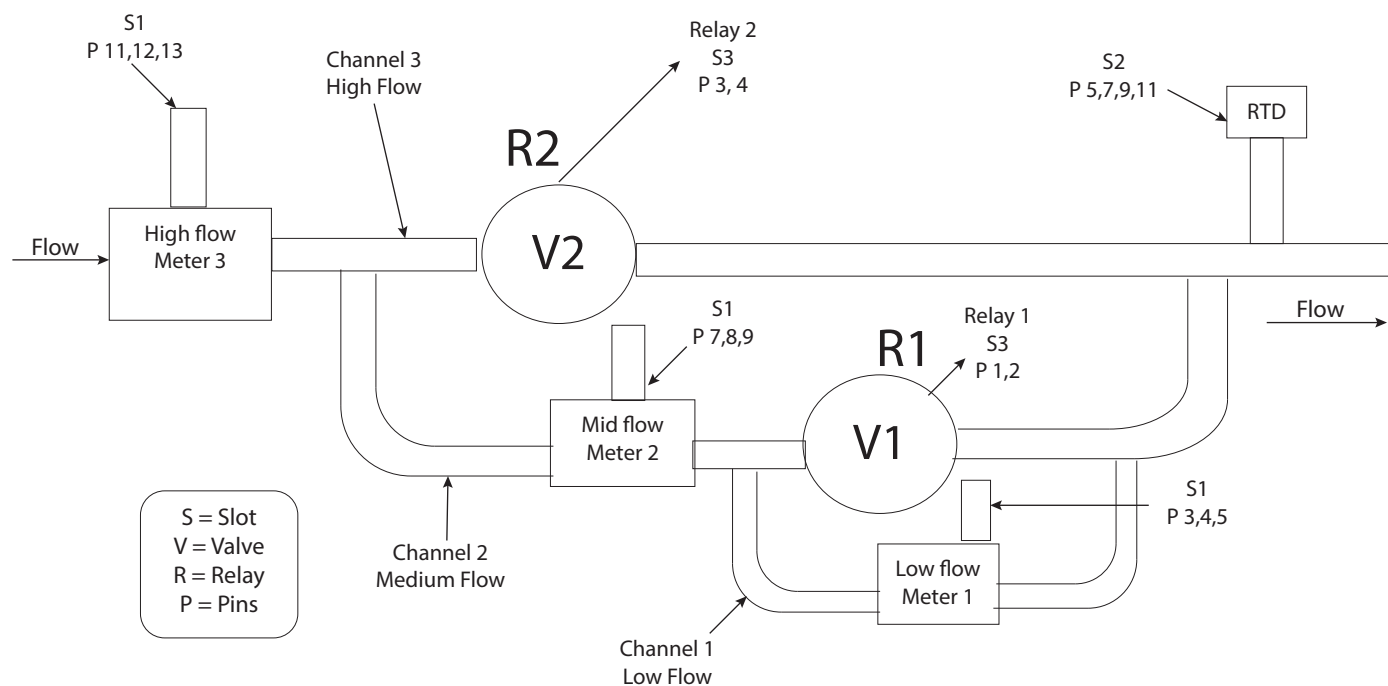 S1
P 11,12,13
Channel 3
High Flow
Relay 2
S3
P 3, 4
S2
P 5,7,9,11
RTD
R2
High flow
Meter 3
Flow
V2
Flow
S1
P 7,8,9
Relay 1
S3
P 1,2
R1
Mid flow
Meter 2
V1
S1
P 3,4,5
S = Slot
V = Valve
R = Relay
P = Pins
Channel 2
Medium Flow
Low flow
Meter 1
Channel 1
Low Flow